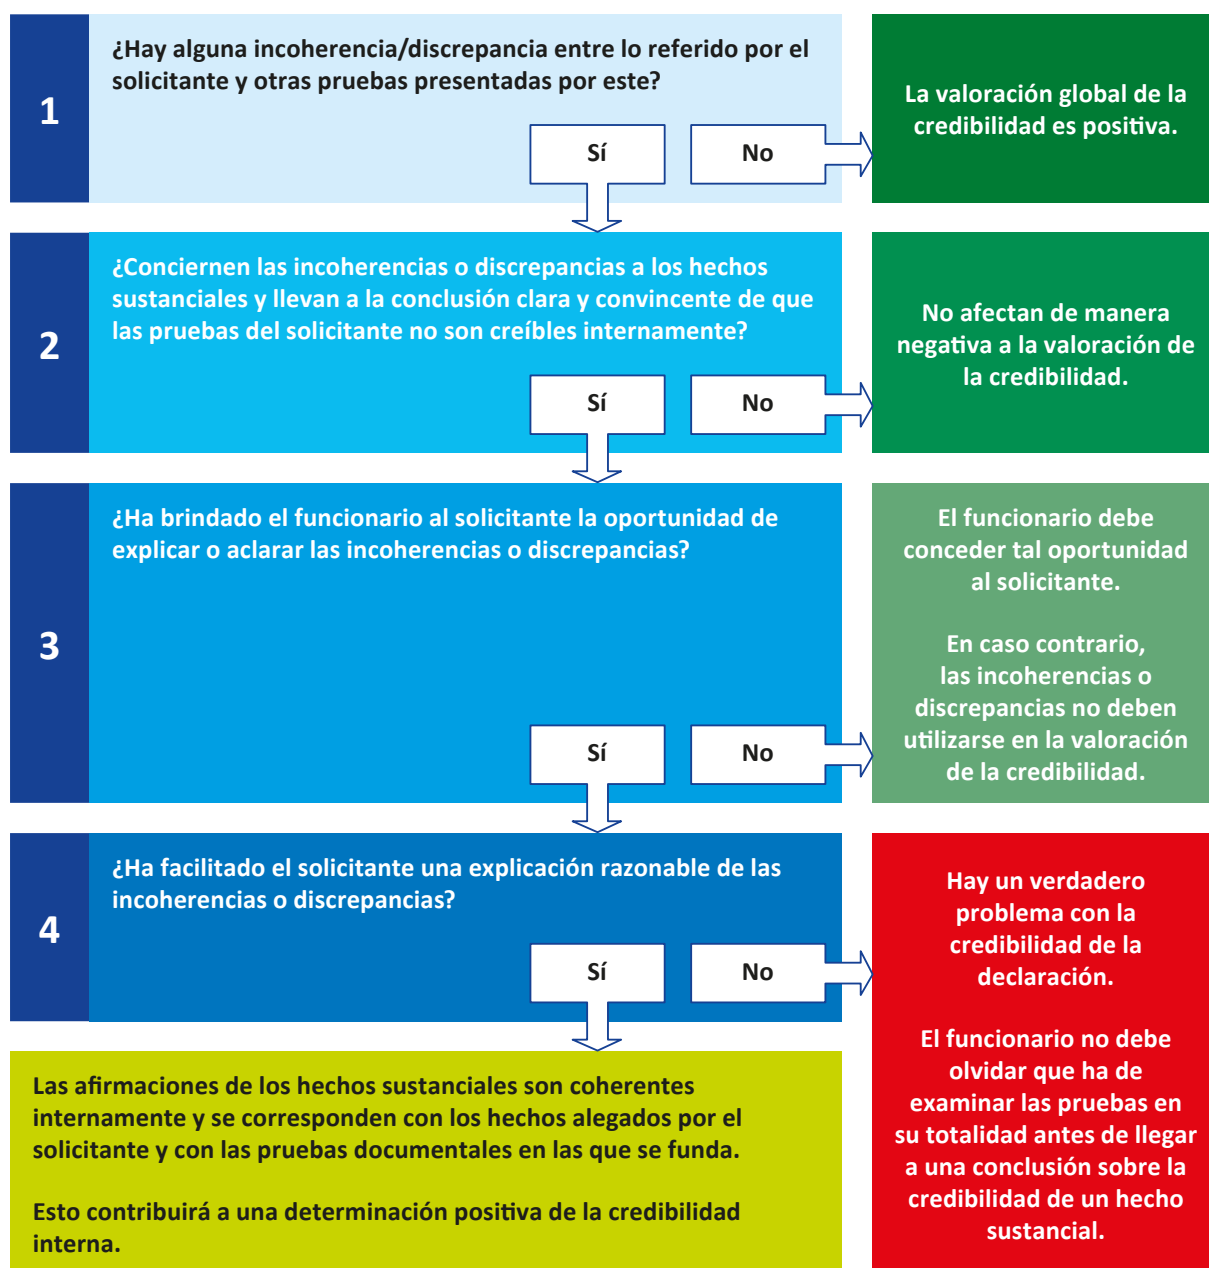 1
¿Hay alguna incoherencia/discrepancia entre lo referido por el
solicitante y otras pruebas presentadas por este?
Sí
No
La valoración global de la
credibilidad es positiva.
2
¿Conciernen las incoherencias o discrepancias a los hechos
sustanciales y llevan a la conclusión clara y convincente de que
las pruebas del solicitante no son creíbles internamente?
Sí
No
No afectan de manera
negativa a la valoración de
la credibilidad.
3
¿Ha brindado el funcionario al solicitante la oportunidad de
explicar o aclarar las incoherencias o discrepancias?
Sí
No
El funcionario debe
conceder tal oportunidad
al solicitante.
En caso contrario,
las incoherencias o
discrepancias no deben
utilizarse en la valoración
de la credibilidad.
4
¿Ha facilitado el solicitante una explicación razonable de las
incoherencias o discrepancias?
Sí
No
Hay un verdadero
problema con la
credibilidad de la
declaración.
El funcionario no debe
olvidar que ha de
examinar las pruebas en
su totalidad antes de llegar
a una conclusión sobre la
credibilidad de un hecho
sustancial.
Las afirmaciones de los hechos sustanciales son coherentes
internamente y se corresponden con los hechos alegados por el
solicitante y con las pruebas documentales en las que se funda.
Esto contribuirá a una determinación positiva de la credibilidad
interna.